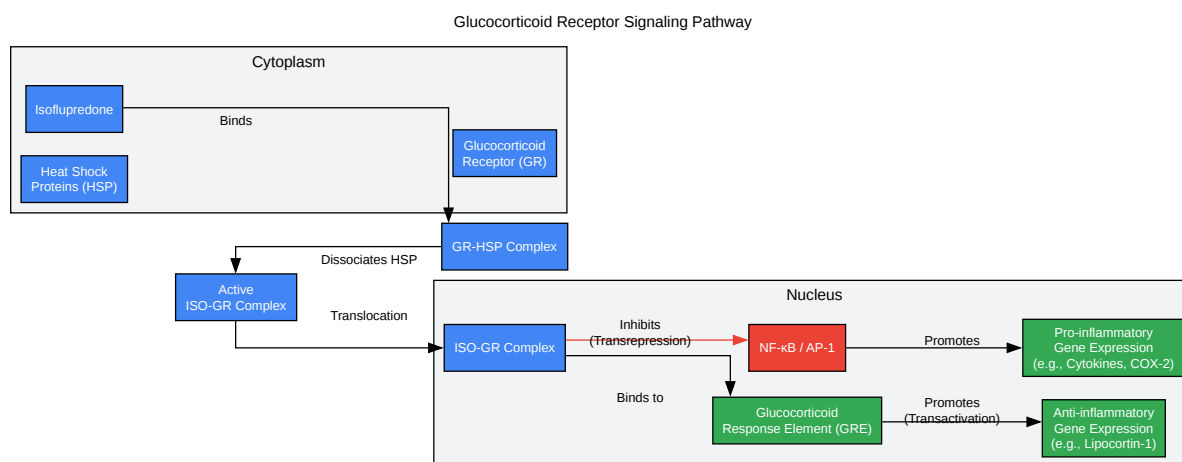 Glucocorticoid Receptor Signaling Pathway
Cytoplasm
Isoflupredone
Binds
Glucocorticoid
Receptor (GR)
Heat Shock
Proteins (HSP)
GR-HSP Complex
Dissociates HSP
Active
ISO-GR Complex
Translocation
Nucleus
ISO-GR Complex
Inhibits
(Transrepression)
NF-κB / AP-1
Promotes
Pro-inflammatory
Gene Expression
(e.g., Cytokines, COX-2)
Binds to
Glucocorticoid
Response Element (GRE)
Promotes
(Transactivation)
Anti-inflammatory
Gene Expression
(e.g., Lipocortin-1)